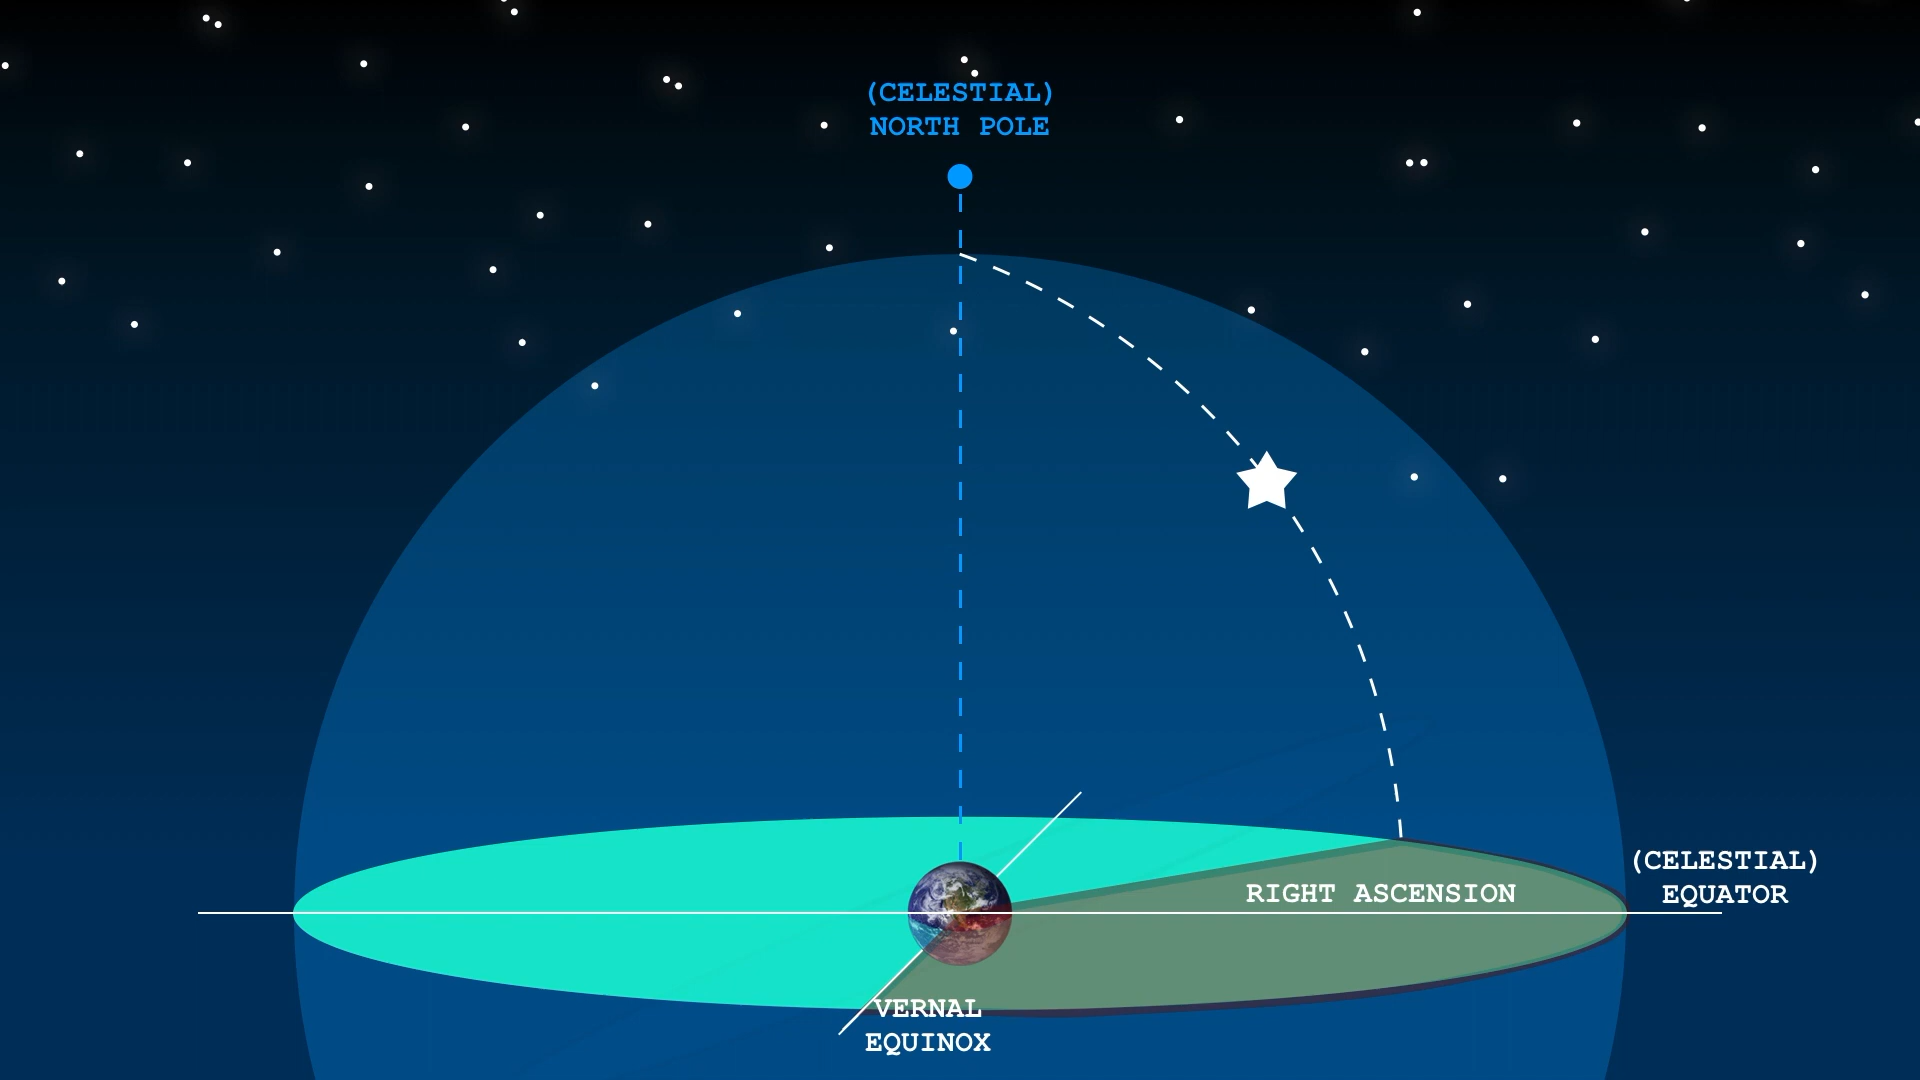 (CELESTIAL)
NORTH POLE
(CELESTIAL)
EQUATOR
RIGHT ASCENSION
VERNAL
EQUINOX